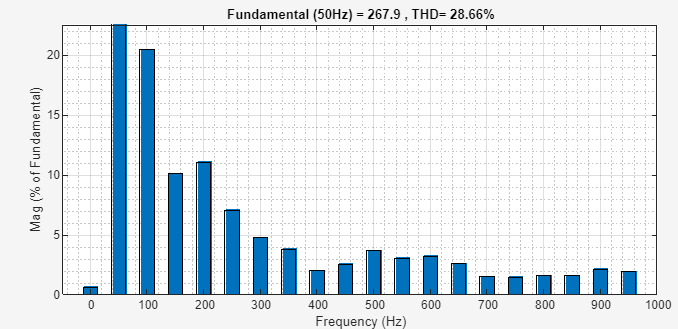 Fundamental (50Hz) = 267.9 , THD= 28.66%
Mag (% of Fundamental)
20
15
10
5
0
0 100 200 300 400 500 600 700 800 900 1000
Frequency (Hz)